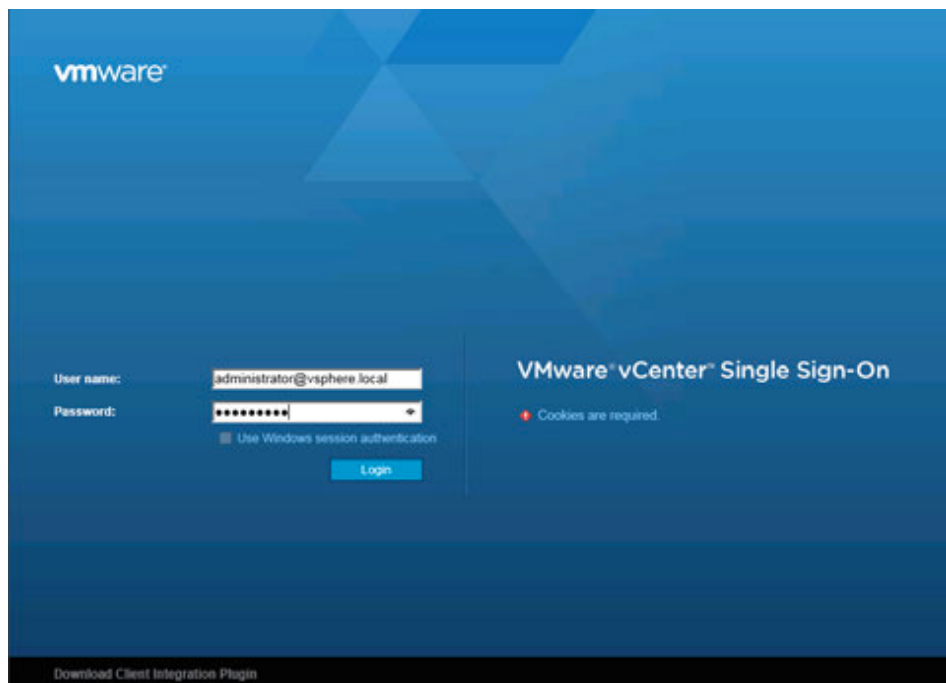 vmware®
User name:
administrator@vsphere.local
Password:
•••••••••
Use Windows session authentication
Login
VMware® vCenter™ Single Sign-On
Cookies are required.
Download Client Integration Plugin